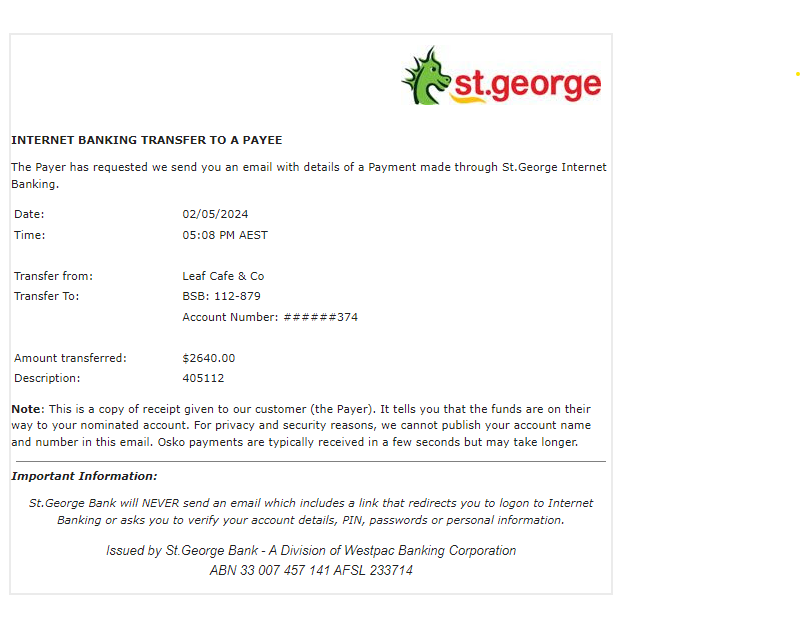 st.george
INTERNET BANKING TRANSFER TO A PAYEE
The Payer has requested we send you an email with details of a Payment made through St.George Internet
Banking.
Date: 02/05/2024
Time: 05:08 PM AEST
Transfer from: Leaf Cafe & Co
Transfer To: BSB: 112-879
Account Number: ######374
Amount transferred: $2640.00
Description: 405112
Note: This is a copy of receipt given to our customer (the Payer). It tells you that the funds are on their
way to your nominated account. For privacy and security reasons, we cannot publish your account name
and number in this email. Osko payments are typically received in a few seconds but may take longer.
Important Information:
St.George Bank will NEVER send an email which includes a link that redirects you to logon to Internet
Banking or asks you to verify your account details, PIN, passwords or personal information.
Issued by St.George Bank - A Division of Westpac Banking Corporation
ABN 33 007 457 141 AFSL 233714